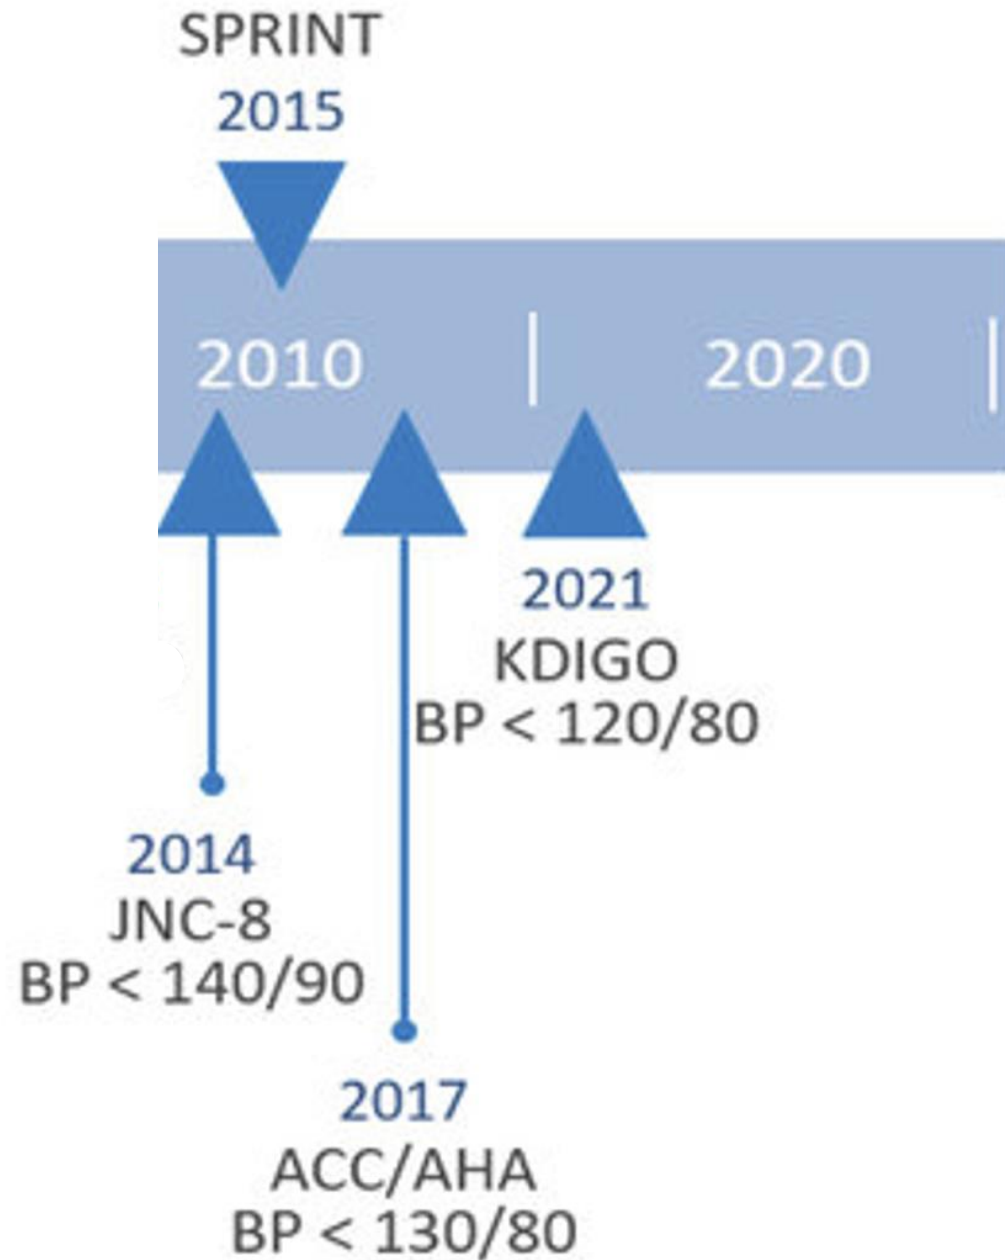 SPRINT
2015
2010 | 2020 |
2021
KDIGO
BP < 120/80
2014
JNC-8
BP < 140/90
2017
ACC/AHA
BP < 130/80